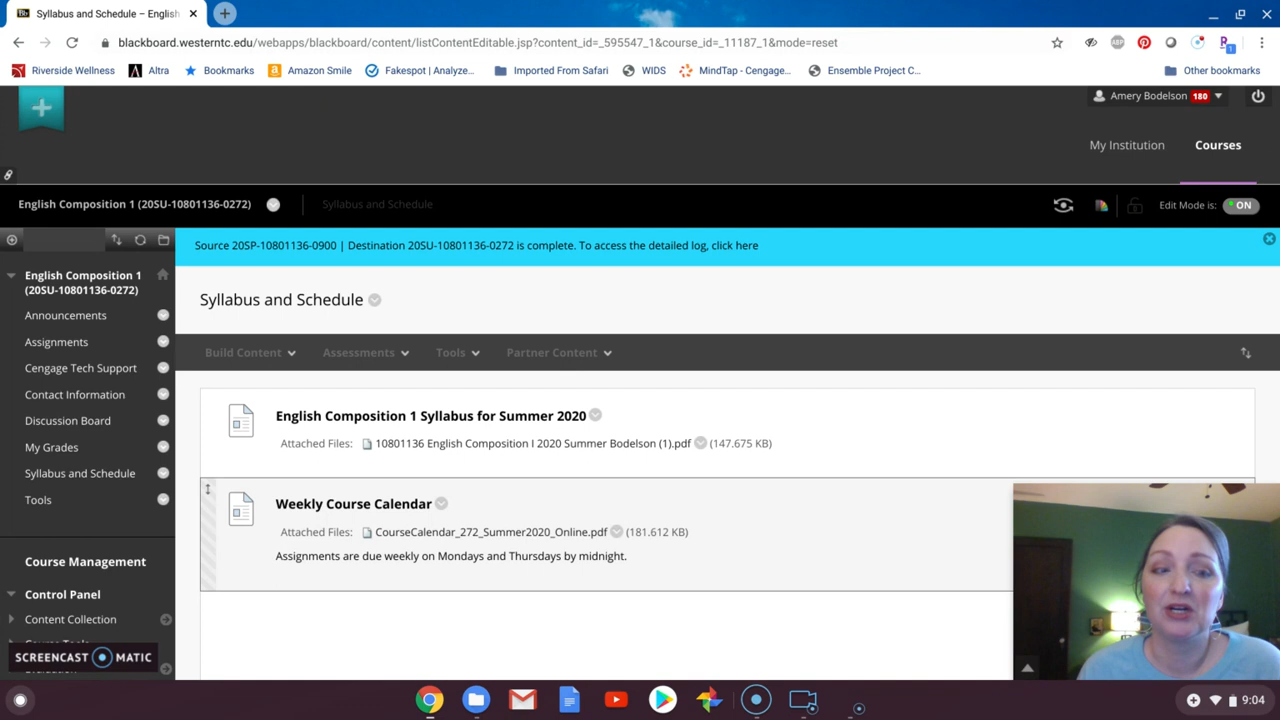 Syllabus and Schedule – English
blackboard.westerntc.edu/webapps/blackboard/content/listContentEditable.jsp?content_id=_595547_1&course_id=_11187_1&mode=reset
ABP
1
Riverside Wellness Altra Bookmarks Amazon Smile Fakespot | Analyze... Imported From Safari WIDS MindTap - Cengage... Ensemble Project C... Other bookmarks
Amery Bodelson 180
My Institution Courses
English Composition 1 (20SU-10801136-0272) Syllabus and Schedule Edit Mode is: ON
Source 20SP-10801136-0900 | Destination 20SU-10801136-0272 is complete. To access the detailed log, click here
English Composition 1
(20SU-10801136-0272)
Announcements
Assignments
Cengage Tech Support
Contact Information
Discussion Board
My Grades
Syllabus and Schedule
Tools
Course Management
Control Panel
Content Collection
SCREENCAST MATIC
Syllabus and Schedule
Build Content Assessments Tools Partner Content
English Composition 1 Syllabus for Summer 2020
Attached Files: 10801136 English Composition I 2020 Summer Bodelson (1).pdf (147.675 KB)
Weekly Course Calendar
Attached Files: CourseCalendar_272_Summer2020_Online.pdf (181.612 KB)
Assignments are due weekly on Mondays and Thursdays by midnight.
9:04